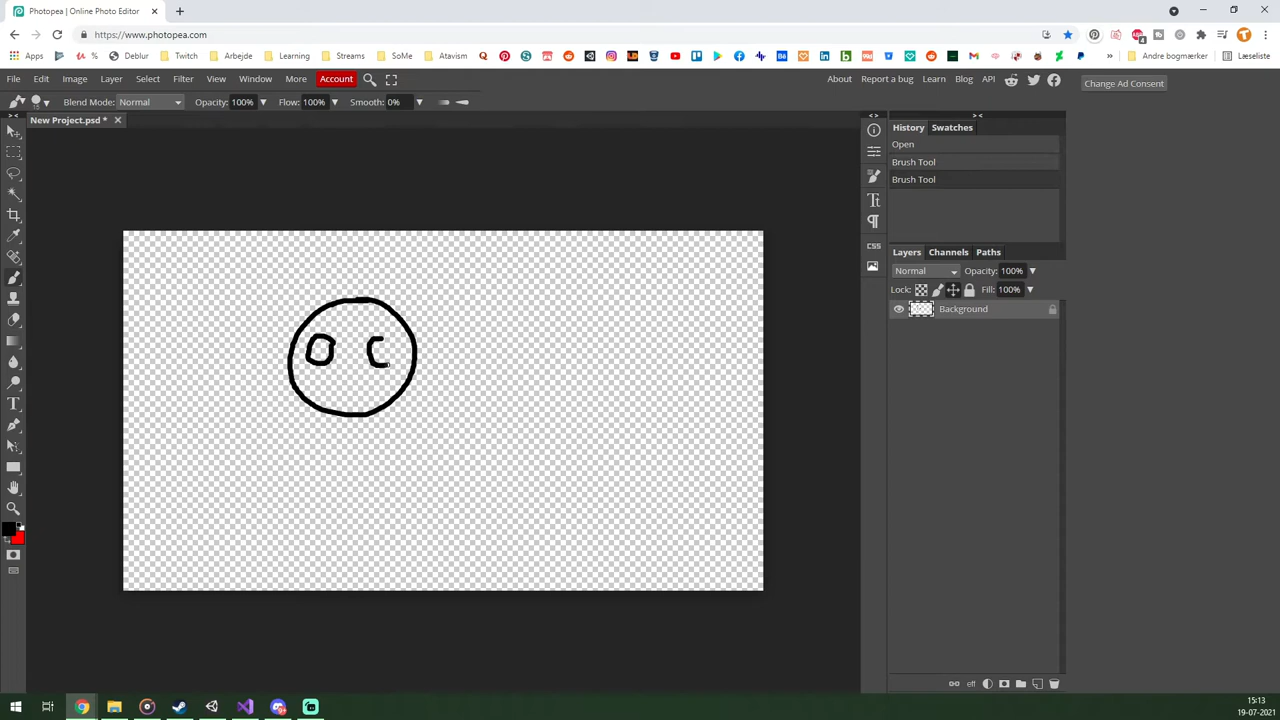 Photopea | Online Photo Editor
https://www.photopea.com
Apps
%
Deblur
Twitch
Arbejde
Learning
Streams
SoMe
Atavism
Andre bogmærker
Læseliste
File Edit Image Layer Select Filter View Window More Account
About Report a bug Learn Blog API
Change Ad Consent
Blend Mode: Normal Opacity: 100% Flow: 100% Smooth: 0%
New Project.psd *
History Swatches
Open
Brush Tool
Brush Tool
CSS
Layers Channels Paths
Normal Opacity: 100%
Lock: Fill: 100%
Background
eff
15:13
19-07-2021